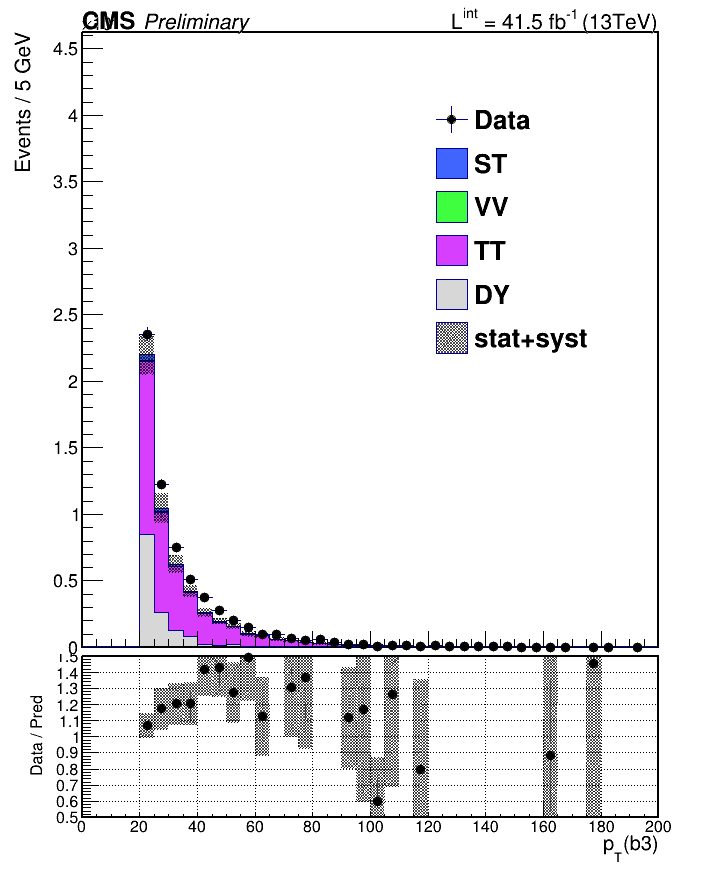 CMS Preliminary
L^int = 41.5 fb^-1 (13TeV)
Events / 5 GeV
4.5
4
3.5
3
2.5
2
1.5
1
0.5
0
Data
ST
VV
TT
DY
stat+syst
Data / Pred
1.5
1.4
1.3
1.2
1.1
1
0.9
0.8
0.7
0.6
0.5
0 20 40 60 80 100 120 140 160 180 200
p_T(b3)